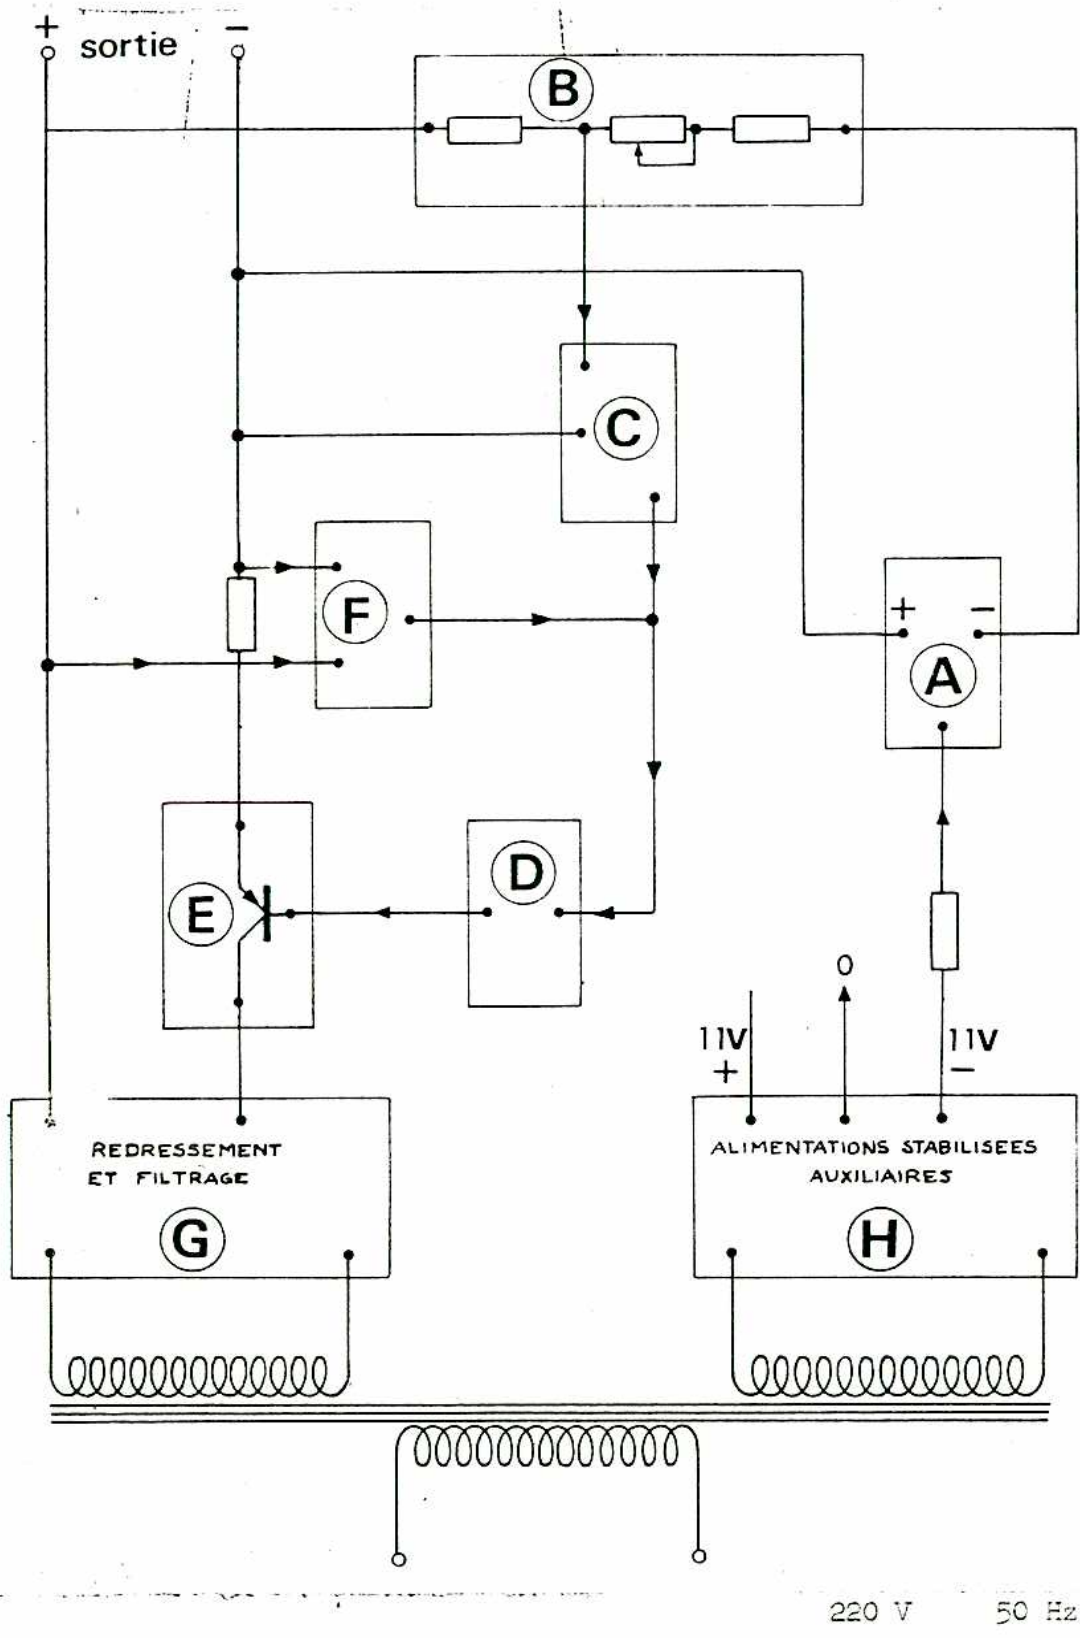 + sortie −
B
C
F
+ −
A
D
E
0
11V
+
11V
−
REDRESSEMENT
ET FILTRAGE
G
ALIMENTATIONS STABILISEES
AUXILIAIRES
H
220 V 50 Hz